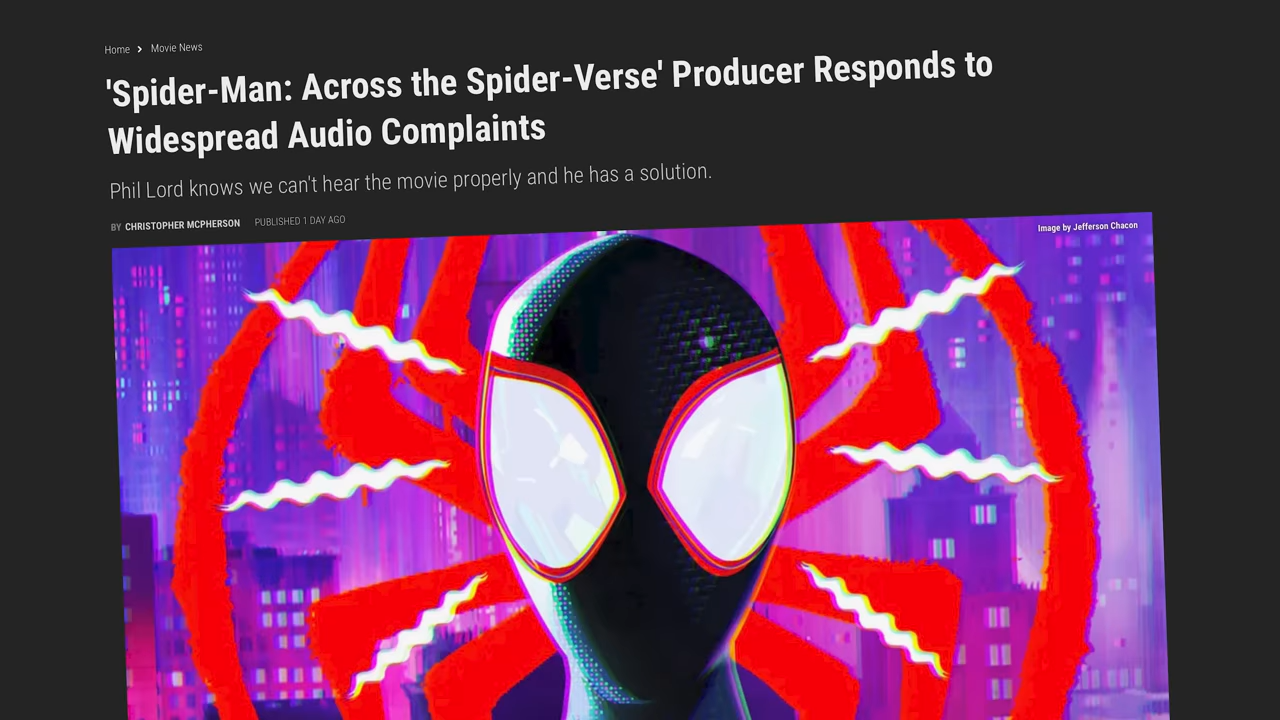 Home > Movie News
'Spider-Man: Across the Spider-Verse' Producer Responds to
Widespread Audio Complaints
Phil Lord knows we can't hear the movie properly and he has a solution.
BY CHRISTOPHER MCPHERSON PUBLISHED 1 DAY AGO
Image by Jefferson Chacon